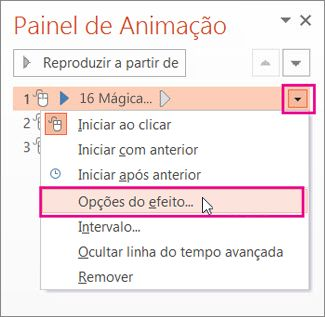 Painel de Animação
Reproduzir a partir de
1 16 Mágica...
2 Iniciar ao clicar
3 Iniciar com anterior
Iniciar após anterior
Opções do efeito...
Intervalo...
Ocultar linha do tempo avançada
Remover